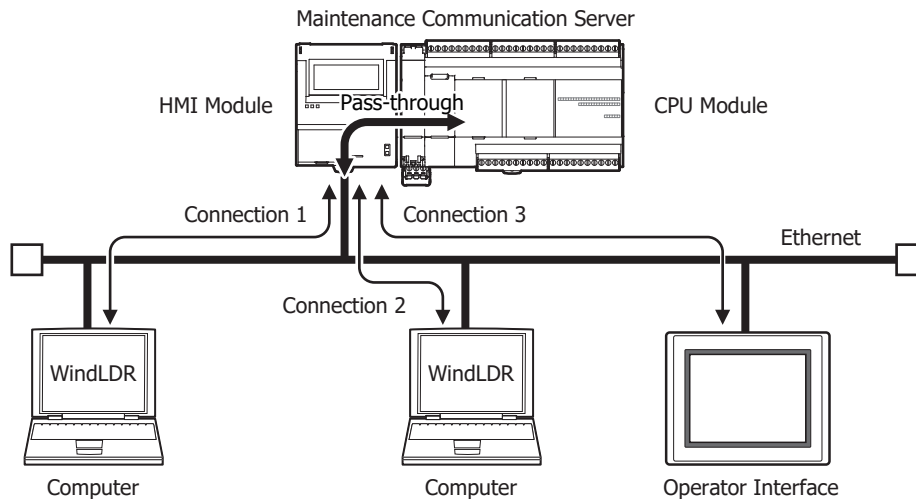 Maintenance Communication Server
HMI Module
Pass-through
CPU Module
Connection 1
Connection 3
Ethernet
Connection 2
WindLDR
WindLDR
Computer
Computer
Operator Interface